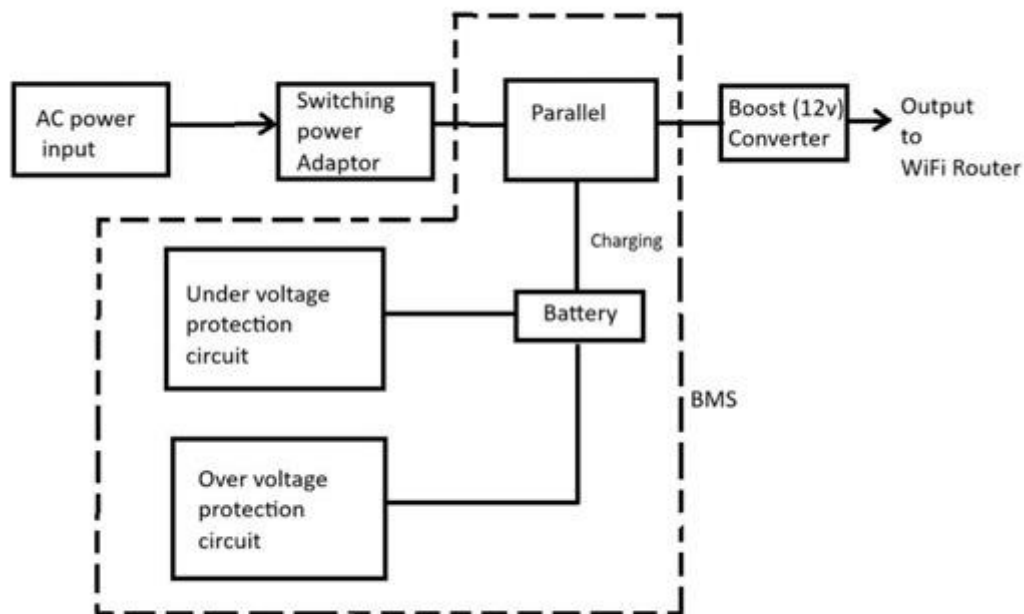 AC power
input
Switching
power
Adaptor
Parallel
Boost (12v)
Converter
Output
to
WiFi Router
Charging
Under voltage
protection
circuit
Battery
BMS
Over voltage
protection
circuit